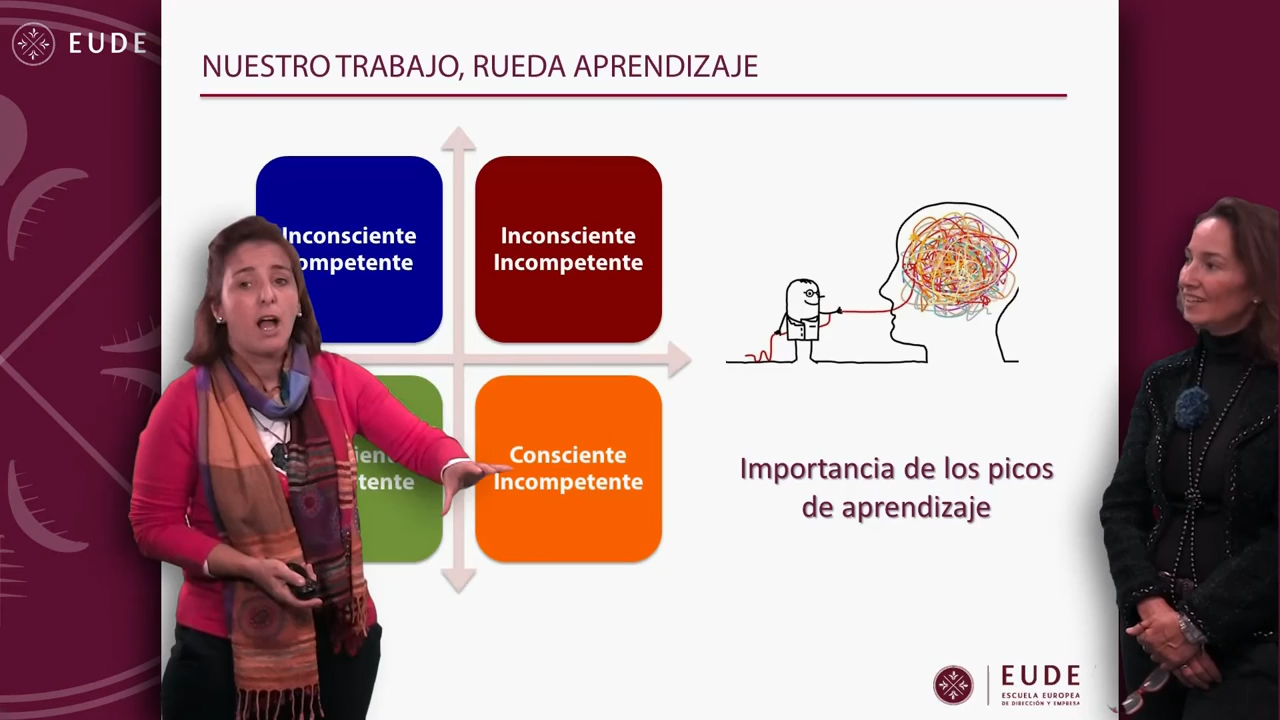 EUDE
NUESTRO TRABAJO, RUEDA APRENDIZAJE
Inconsciente
Inconsciente
Incompetente
Consciente
Incompetente
Importancia de los picos
de aprendizaje
EUDE
ESCUELA EUROPEA
DE DIRECCIÓN Y EMPRESA